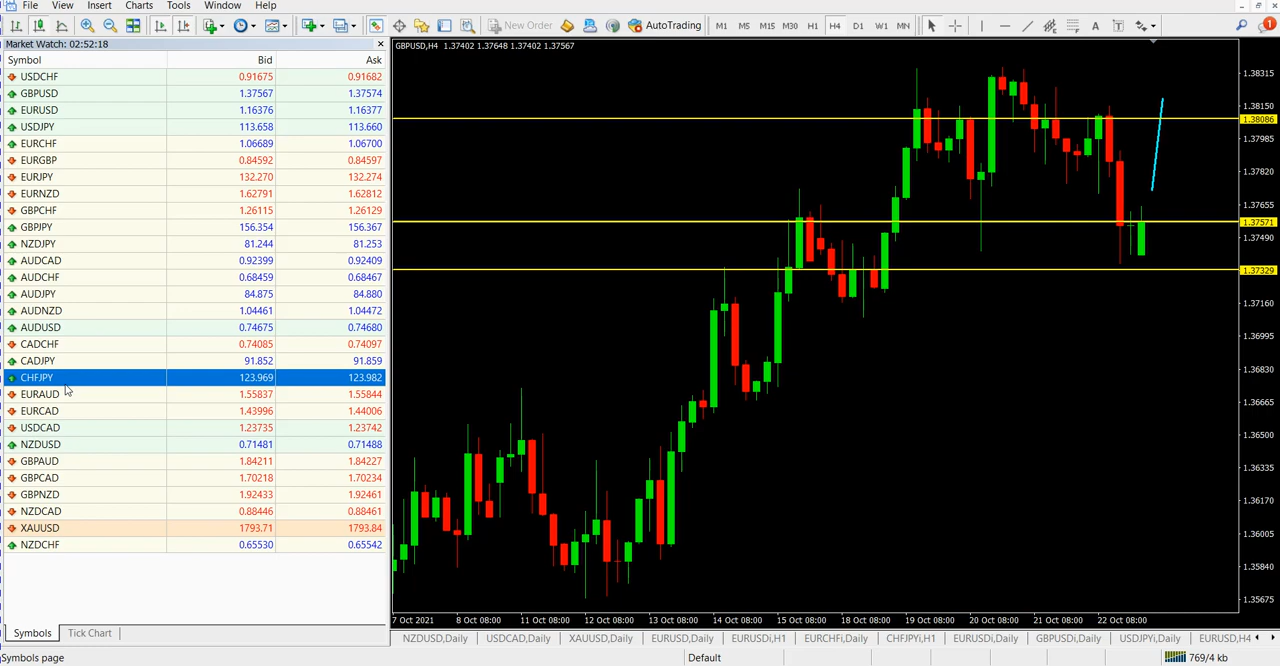 File View Insert Charts Tools Window Help
New Order AutoTrading M1 M5 M15 M30 H1 H4 D1 W1 MN A T 1
Market Watch: 02:52:18
Symbol Bid Ask
USDCHF 0.91675 0.91682
GBPUSD 1.37567 1.37574
EURUSD 1.16376 1.16377
USDJPY 113.658 113.660
EURCHF 1.06689 1.06700
EURGBP 0.84592 0.84597
EURJPY 132.270 132.274
EURNZD 1.62791 1.62812
GBPCHF 1.26115 1.26129
GBPJPY 156.354 156.367
NZDJPY 81.244 81.253
AUDCAD 0.92399 0.92409
AUDCHF 0.68459 0.68467
AUDJPY 84.875 84.880
AUDNZD 1.04461 1.04472
AUDUSD 0.74675 0.74680
CADCHF 0.74085 0.74097
CADJPY 91.852 91.859
CHFJPY 123.969 123.982
EURAUD 1.55837 1.55844
EURCAD 1.43996 1.44006
USDCAD 1.23735 1.23742
NZDUSD 0.71481 0.71488
GBPAUD 1.84211 1.84227
GBPCAD 1.70218 1.70234
GBPNZD 1.92433 1.92461
NZDCAD 0.88446 0.88461
XAUUSD 1793.71 1793.84
NZDCHF 0.65530 0.65542
Symbols Tick Chart
GBPUSD,H4 1.37402 1.37648 1.37402 1.37567
1.38315
1.38150
1.38086
1.37985
1.37820
1.37655
1.37571
1.37490
1.37329
1.37160
1.36995
1.36830
1.36665
1.36500
1.36335
1.36170
1.36005
1.35840
1.35675
7 Oct 2021 8 Oct 08:00 11 Oct 08:00 12 Oct 08:00 13 Oct 08:00 14 Oct 08:00 15 Oct 08:00 18 Oct 08:00 19 Oct 08:00 20 Oct 08:00 21 Oct 08:00 22 Oct 08:00
NZDUSD,Daily USDCAD,Daily XAUUSD,Daily EURUSD,Daily EURUSDi,H1 EURCHFi,Daily CHFJPYi,H1 EURUSDi,Daily GBPUSDi,Daily USDJPYi,Daily EURUSD,H4
Symbols page Default 769/4 kb